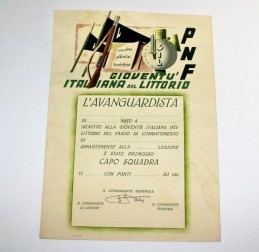 PNF
GIOVENTU'
ITALIANA DEL LITTORIO
L'AVANGUARDISTA
DI NATO A
ISCRITTO ALLA GIOVENTÙ ITALIANA DEL
LITTORIO DEL FASCIO DI COMBATTIMENTO
DI
APPARTENENTE ALLA LEGIONE
È STATO PROMOSSO
CAPO SQUADRA
IL CON PUNTI SU
IL COMANDANTE GENERALE
IL COMANDANTE
LA LEGIONE
IL COMANDANTE
FEDERALE